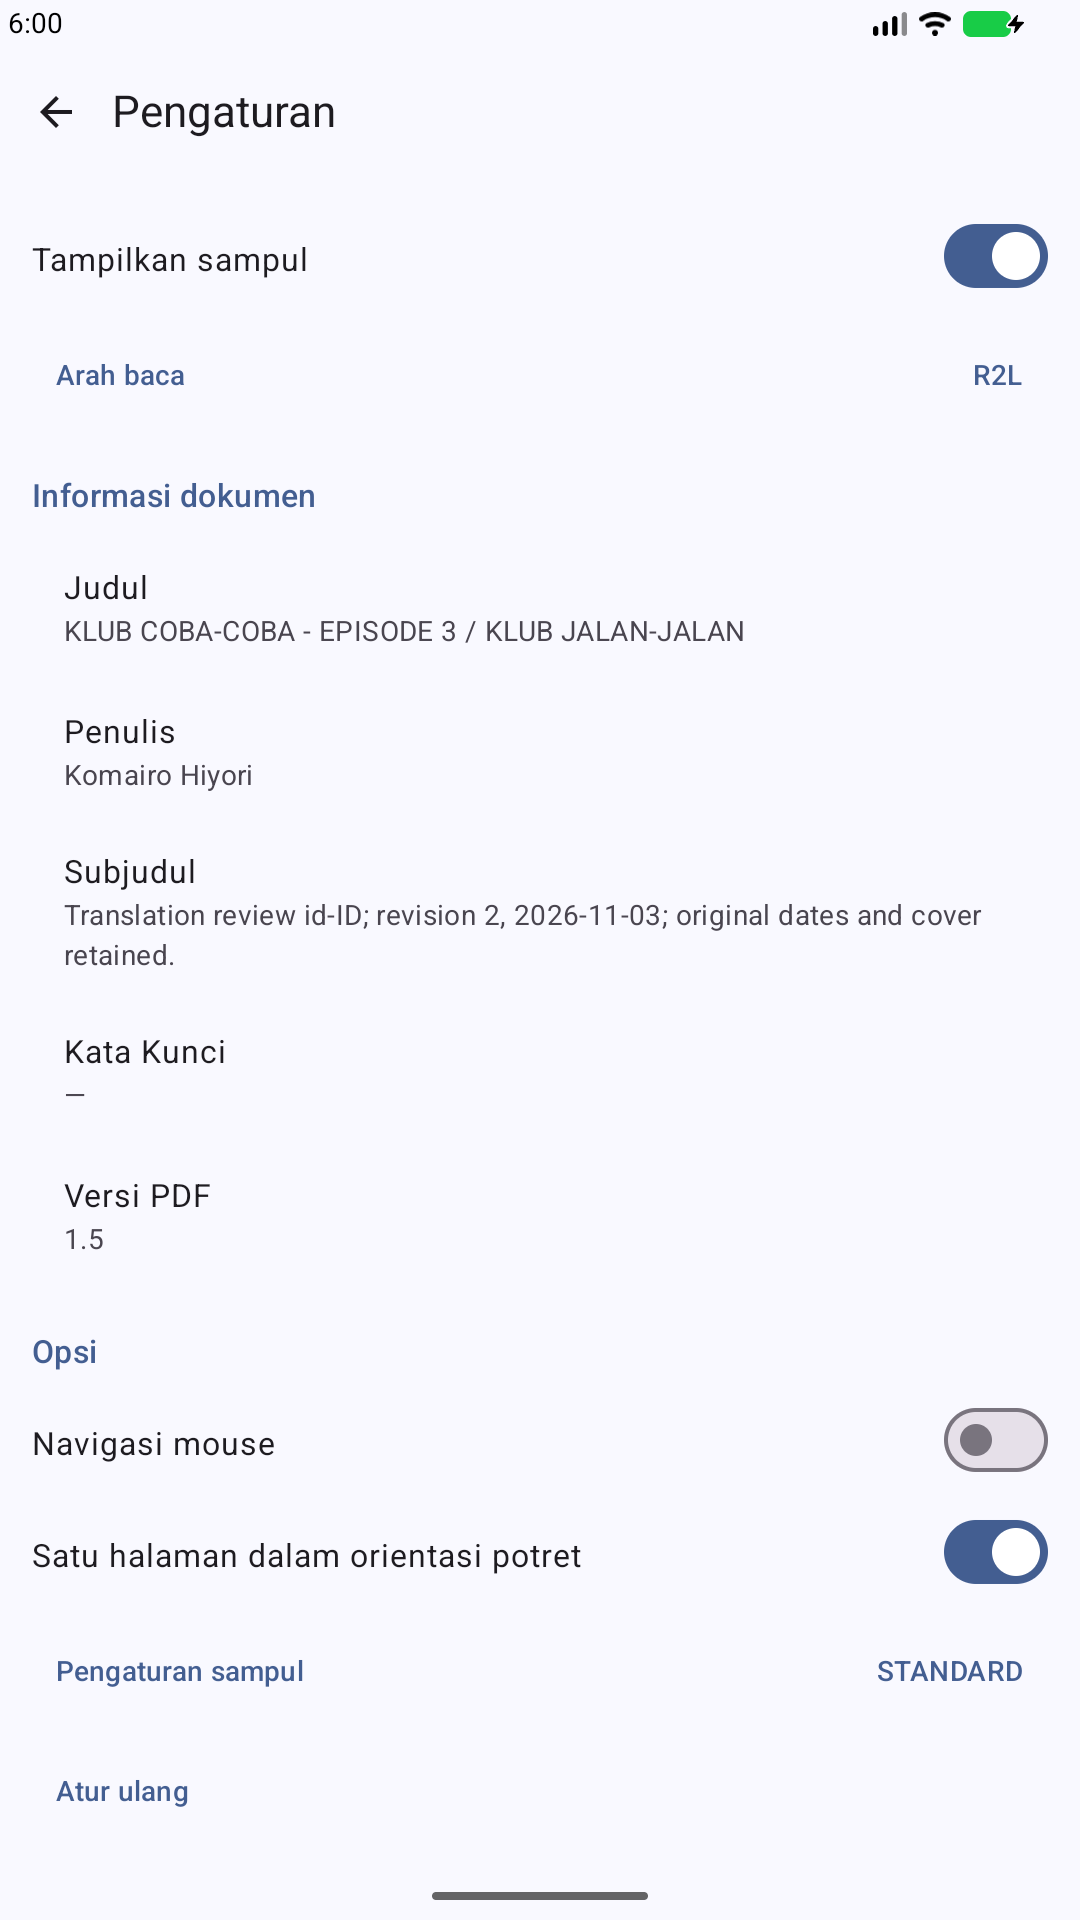 6:00
Pengaturan
Tampilkan sampul
Arah baca R2L
Informasi dokumen
Judul
KLUB COBA-COBA - EPISODE 3 / KLUB JALAN-JALAN
Penulis
Komairo Hiyori
Subjudul
Translation review id-ID; revision 2, 2026-11-03; original dates and cover
retained.
Kata Kunci
—
Versi PDF
1.5
Opsi
Navigasi mouse
Satu halaman dalam orientasi potret
Pengaturan sampul STANDARD
Atur ulang